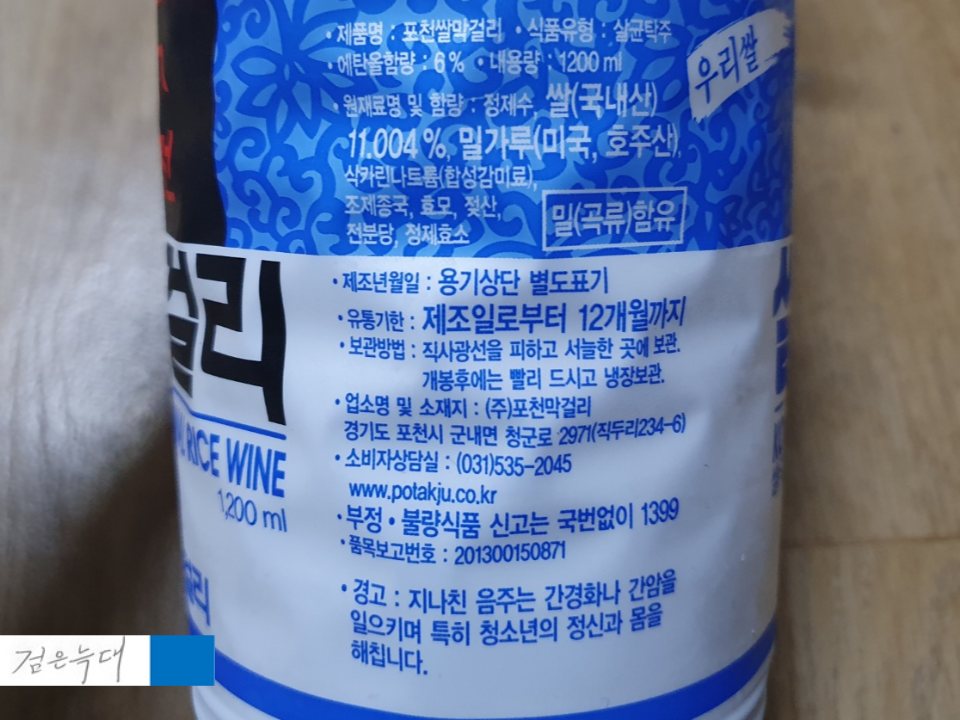 • 제품명 : 포천쌀막걸리 • 식품유형 : 살균탁주
• 에탄올함량 : 6% • 내용량 : 1200ml
우리쌀
• 원재료명 및 함량 : 정제수, 쌀(국내산)
11.004%, 밀가루(미국, 호주산),
삭카린나트륨(합성감미료),
조제종국, 효모, 젖산,
전분당, 정제효소
밀(곡류)함유
걸리
RICE WINE
1,200 ml
• 제조년월일 : 용기상단 별도표기
• 유통기한 : 제조일로부터 12개월까지
• 보관방법 : 직사광선을 피하고 서늘한 곳에 보관.
개봉후에는 빨리 드시고 냉장보관.
• 업소명 및 소재지 : (주)포천막걸리
경기도 포천시 군내면 청군로 2971(직두리234-6)
• 소비자상담실 : (031)535-2045
www.potakju.co.kr
• 부정 • 불량식품 신고는 국번없이 1399
• 품목보고번호 : 201300150871
• 경고 : 지나친 음주는 간경화나 간암을
일으키며 특히 청소년의 정신과 몸을
해칩니다.
검은늑대